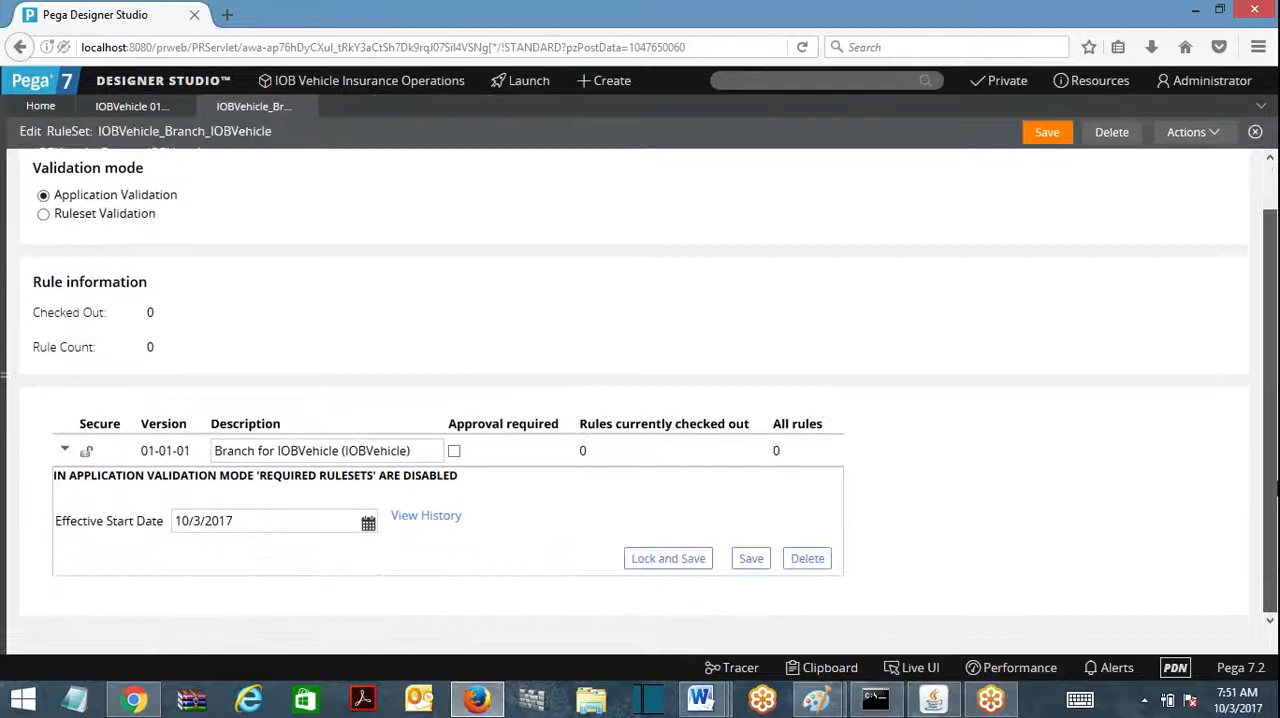 Pega Designer Studio
localhost:8080/prweb/PRServlet/awa-ap76hDyCXul_tRkY3aCtSh7Dk9rqJ07Sil4VSNg[*/!STANDARD?pzPostData=1047650060
Search
Pega 7 DESIGNER STUDIO™ IOB Vehicle Insurance Operations Launch Create Private Resources Administrator
Home IOBVehicle 01... IOBVehicle_Br...
Edit RuleSet: IOBVehicle_Branch_IOBVehicle Save Delete Actions
Validation mode
Application Validation
Ruleset Validation
Rule information
Checked Out: 0
Rule Count: 0
Secure Version Description Approval required Rules currently checked out All rules
01-01-01 Branch for IOBVehicle (IOBVehicle) 0 0
IN APPLICATION VALIDATION MODE 'REQUIRED RULESETS' ARE DISABLED
Effective Start Date 10/3/2017 View History
Lock and Save Save Delete
Tracer Clipboard Live UI Performance Alerts PDN Pega 7.2
7:51 AM
10/3/2017